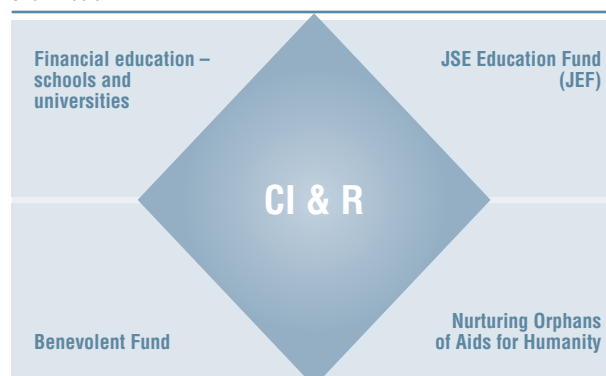 Financial education –
schools and
universities
JSE Education Fund
(JEF)
CI & R
Benevolent Fund
Nurturing Orphans
of Aids for Humanity